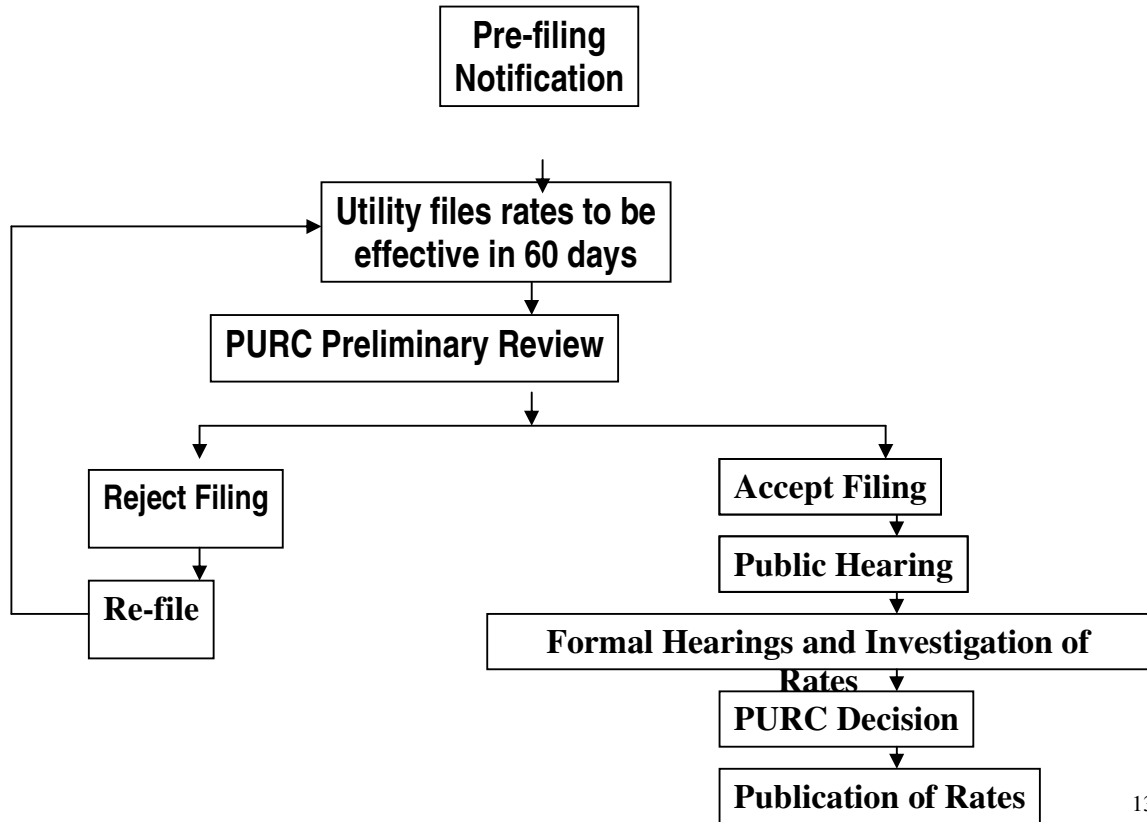 Pre-filing
Notification
Utility files rates to be
effective in 60 days
PURC Preliminary Review
Reject Filing
Accept Filing
Public Hearing
Re-file
Formal Hearings and Investigation of
Rates
PURC Decision
Publication of Rates
13